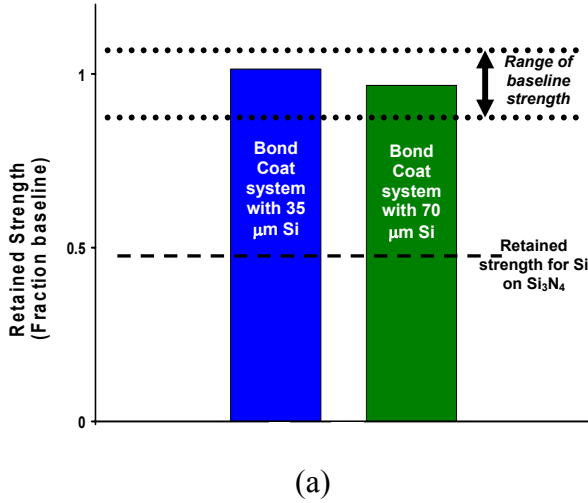 Retained Strength
(Fraction baseline)
1
0.5
0
Bond
Coat
system
with 35
μm Si
Bond
Coat
system
with 70
μm Si
Range of
baseline
strength
Retained
strength for Si
on Si₃N₄
(a)